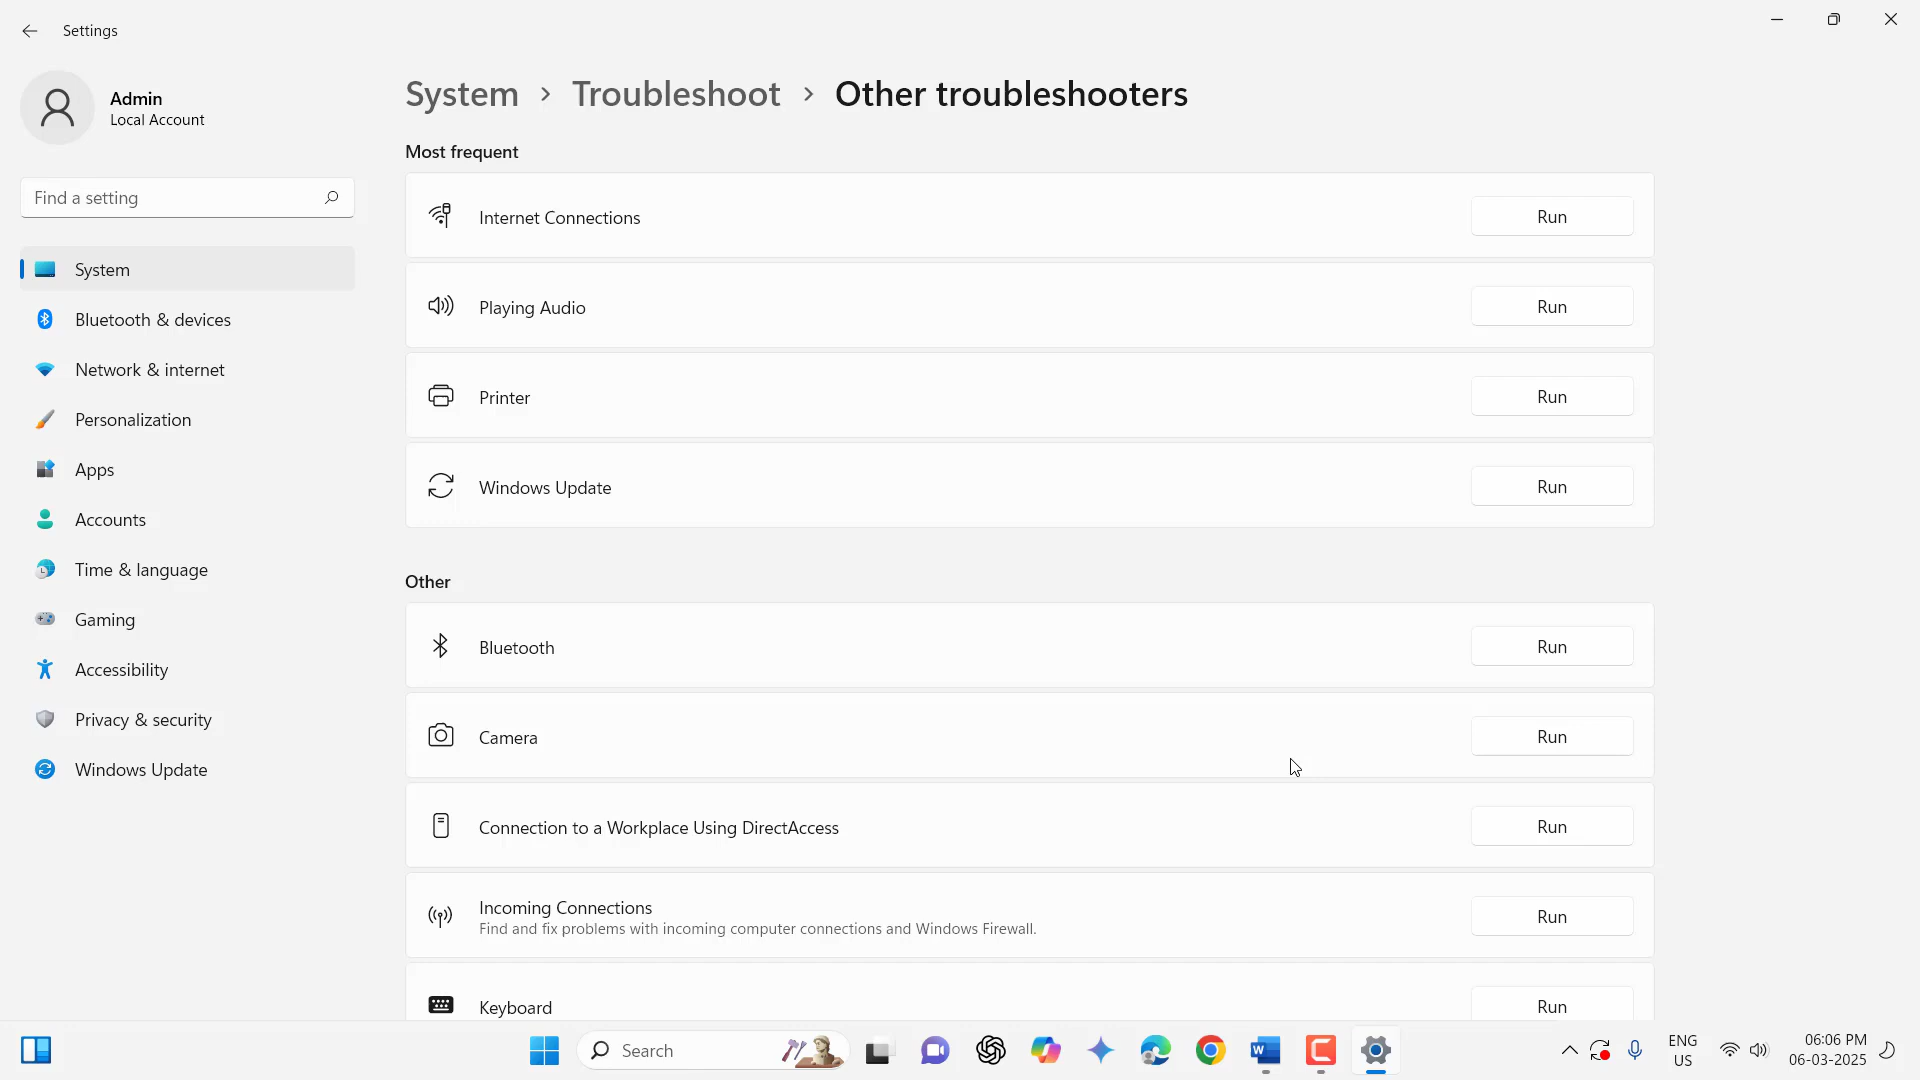 Settings
Admin
Local Account
Find a setting
System
Bluetooth & devices
Network & internet
Personalization
Apps
Accounts
Time & language
Gaming
Accessibility
Privacy & security
Windows Update
System > Troubleshoot > Other troubleshooters
Most frequent
Internet Connections Run
Playing Audio Run
Printer Run
Windows Update Run
Other
Bluetooth Run
Camera Run
Connection to a Workplace Using DirectAccess Run
Incoming Connections
Find and fix problems with incoming computer connections and Windows Firewall.
Run
Keyboard Run
Search
W
ENG
US
06:06 PM
06-03-2025